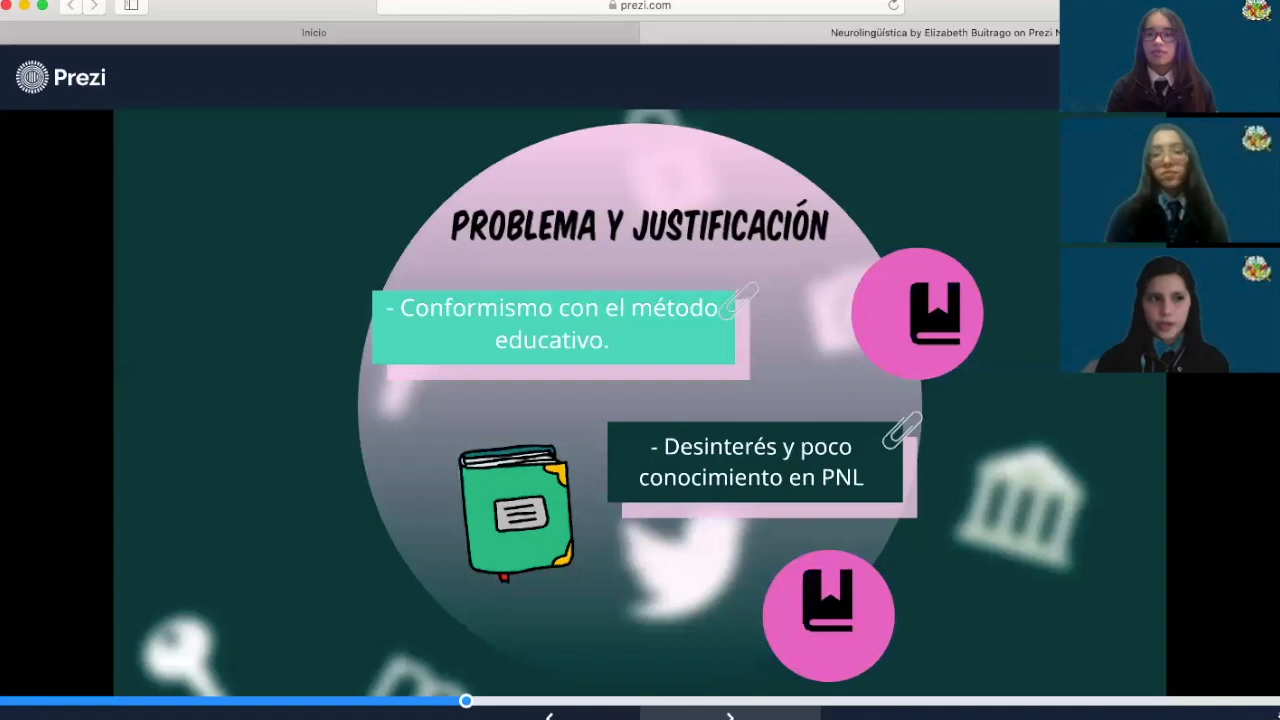 prezi.com
Inicio
Neurolingüística by Elizabeth Buitrago on Prezi N
Prezi
PROBLEMA Y JUSTIFICACIÓN
- Conformismo con el método
educativo.
- Desinterés y poco
conocimiento en PNL